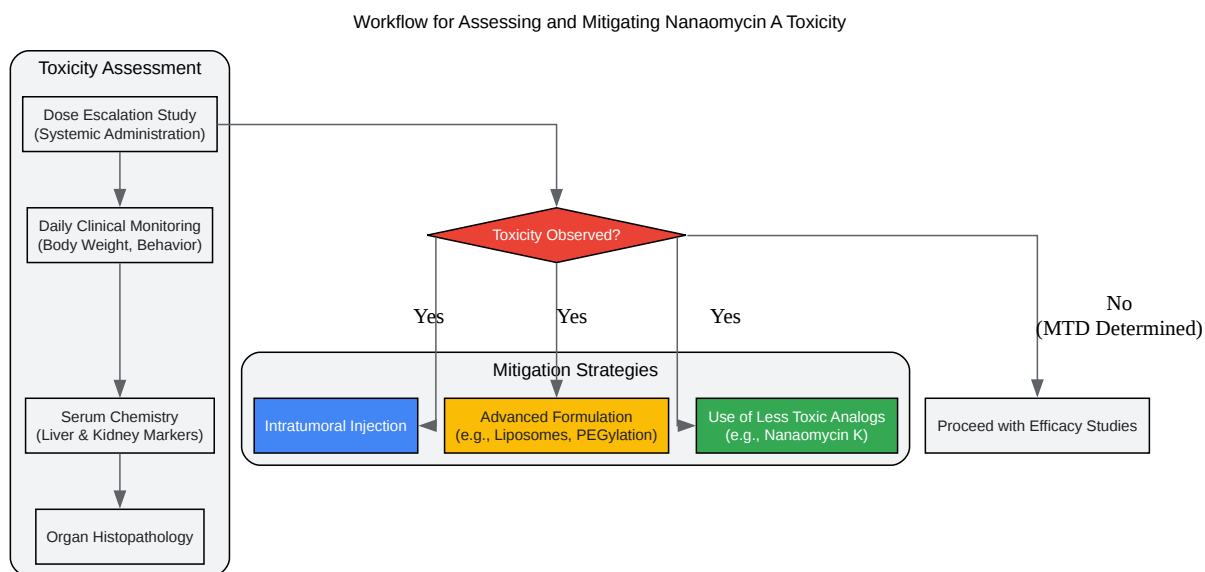 Workflow for Assessing and Mitigating Nanaomycin A Toxicity
Toxicity Assessment
Dose Escalation Study
(Systemic Administration)
Daily Clinical Monitoring
(Body Weight, Behavior)
Serum Chemistry
(Liver & Kidney Markers)
Organ Histopathology
Toxicity Observed?
Yes
Yes
Yes
No
(MTD Determined)
Mitigation Strategies
Intratumoral Injection
Advanced Formulation
(e.g., Liposomes, PEGylation)
Use of Less Toxic Analogs
(e.g., Nanaomycin K)
Proceed with Efficacy Studies